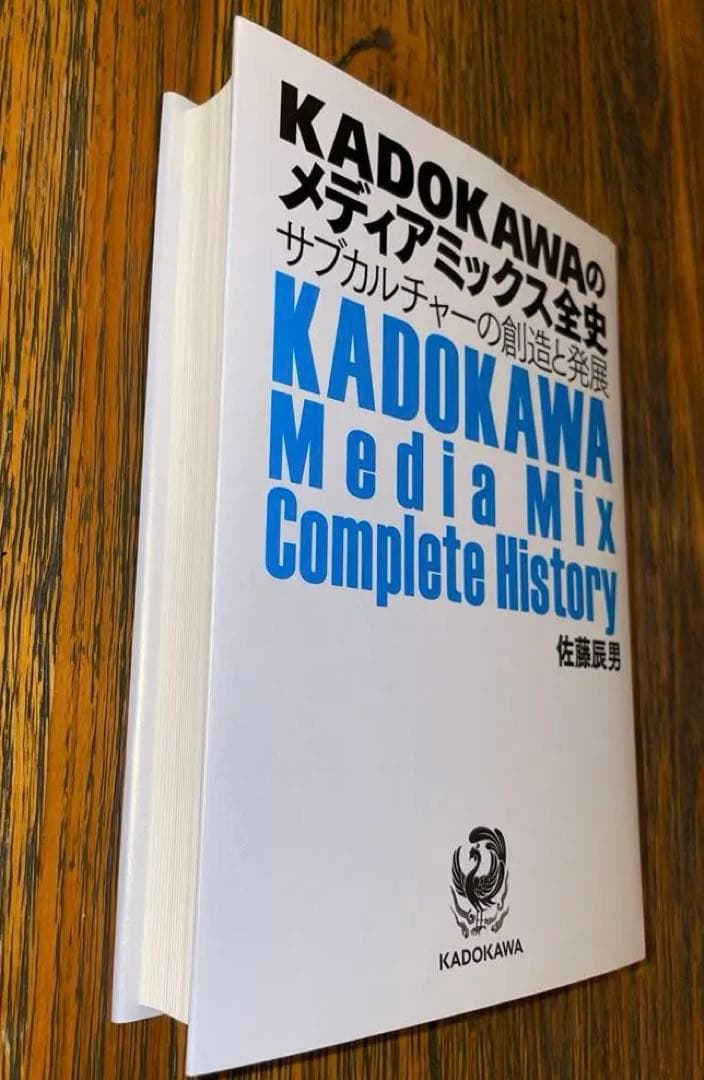 KADOKAWAの
メディアミックス全史
サブカルチャーの創造と発展
KADOKAWA
Media Mix
Complete History
佐藤辰男
KADOKAWA